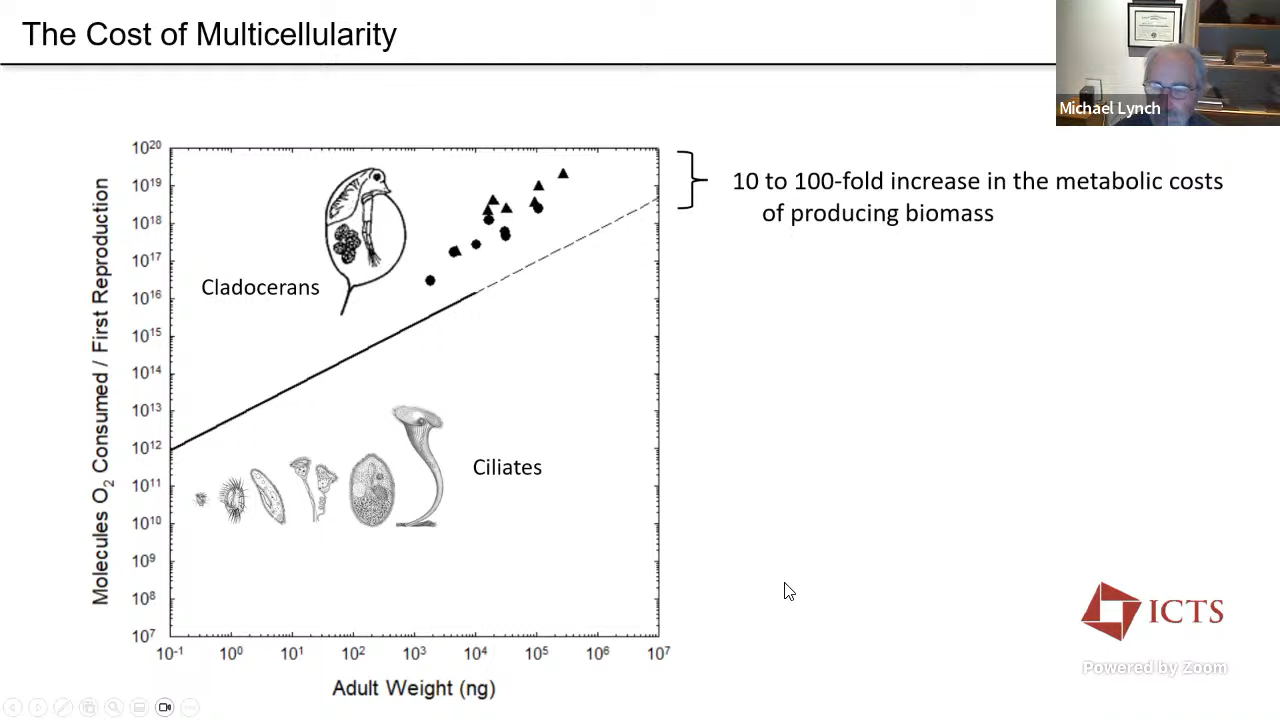 The Cost of Multicellularity
Michael Lynch
10 to 100-fold increase in the metabolic costs
of producing biomass
Molecules O₂ Consumed / First Reproduction
10²⁰
10¹⁹
10¹⁸
10¹⁷
10¹⁶
10¹⁵
10¹⁴
10¹³
10¹²
10¹¹
10¹⁰
10⁹
10⁸
10⁷
Cladocerans
Ciliates
10⁻¹ 10⁰ 10¹ 10² 10³ 10⁴ 10⁵ 10⁶ 10⁷
Adult Weight (ng)
ICTS
Powered by Zoom